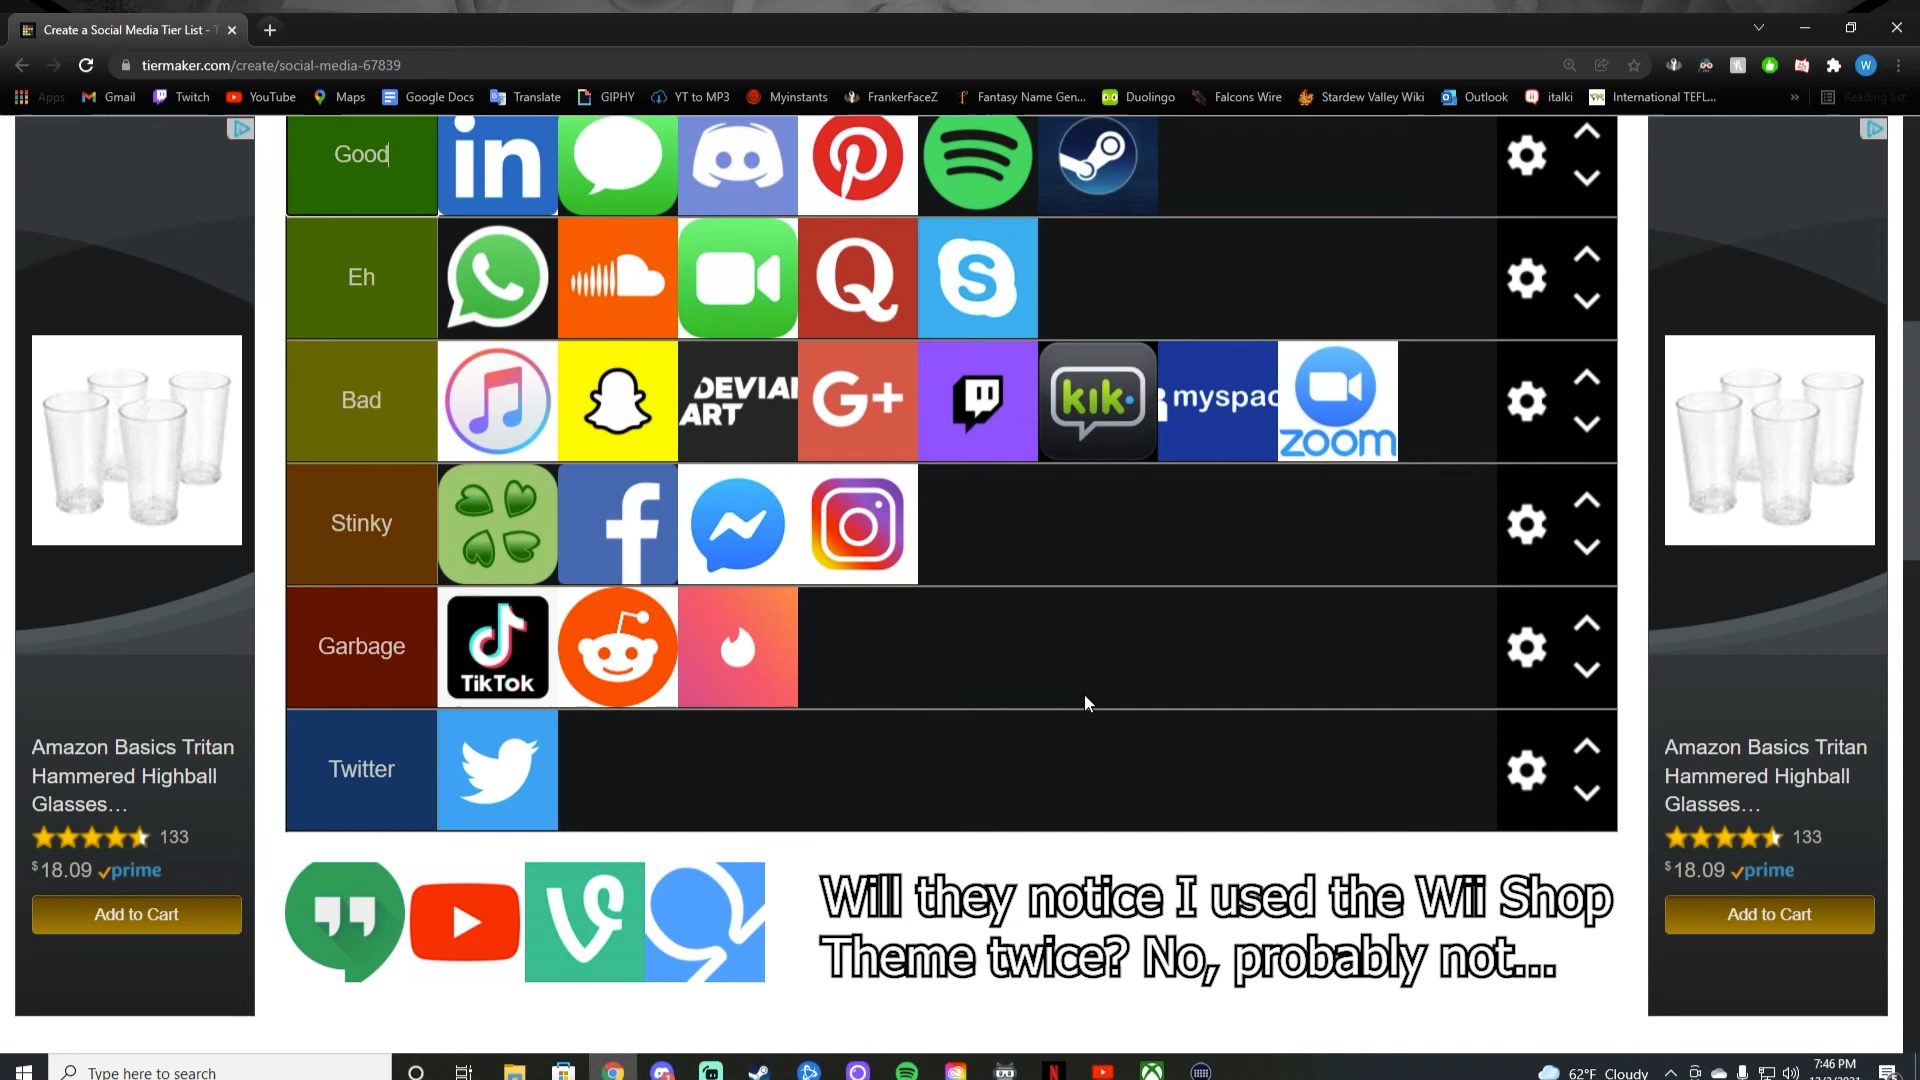 Create a Social Media Tier List - T
tiermaker.com/create/social-media-67839
W
Apps
Gmail
Twitch
YouTube
Maps
Google Docs
Translate
GIPHY
YT to MP3
Myinstants
FrankerFaceZ
Fantasy Name Gen...
Duolingo
Falcons Wire
Stardew Valley Wiki
Outlook
italki
International TEFL...
»
Reading list
Good
in
Eh
Q
S
Bad
DEVIAN
ART
G+
kik
myspac
zoom
Stinky
f
Garbage
TikTok
Twitter
Amazon Basics Tritan
Hammered Highball
Glasses…
133
$18.09 prime
Add to Cart
Will they notice I used the Wii Shop
Theme twice? No, probably not...
Amazon Basics Tritan
Hammered Highball
Glasses…
133
$18.09 prime
Add to Cart
Type here to search
62°F Cloudy
7:46 PM